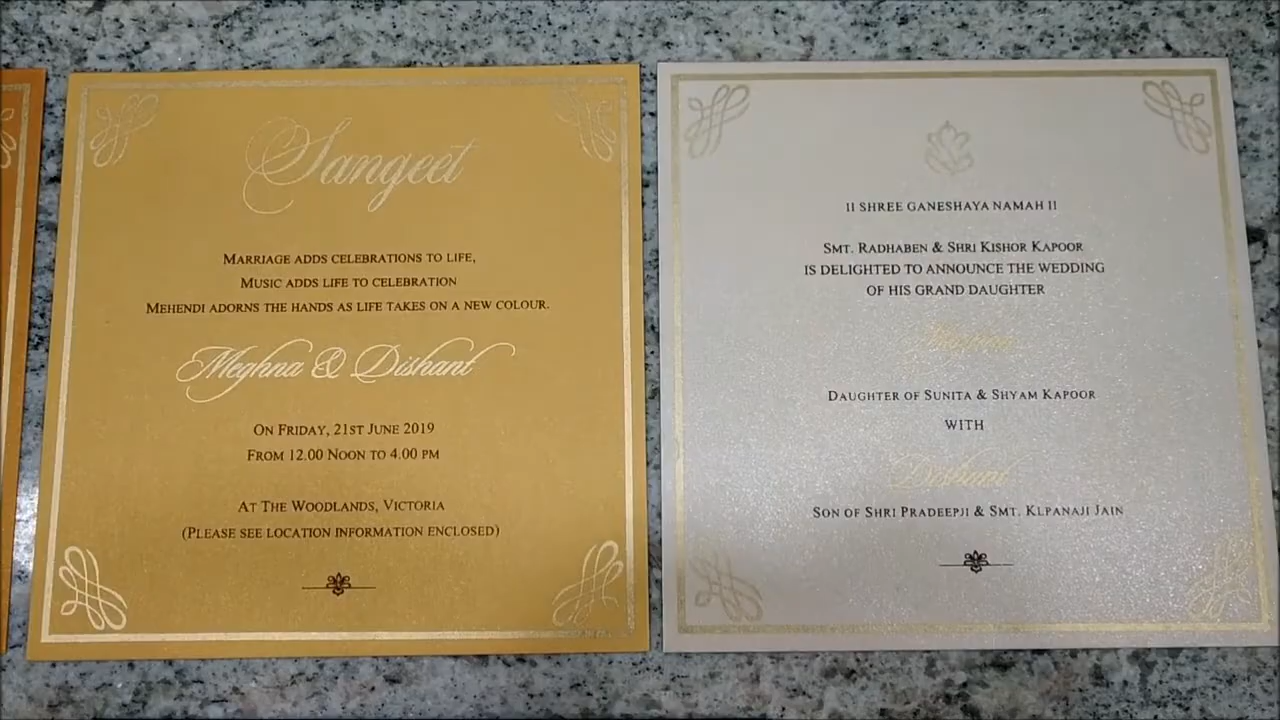 Sangeet
MARRIAGE ADDS CELEBRATIONS TO LIFE,
MUSIC ADDS LIFE TO CELEBRATION
MEHENDI ADORNS THE HANDS AS LIFE TAKES ON A NEW COLOUR.
Meghna & Dishant
ON FRIDAY, 21ST JUNE 2019
FROM 12.00 NOON TO 4.00 PM
AT THE WOODLANDS, VICTORIA
(PLEASE SEE LOCATION INFORMATION ENCLOSED)
II SHREE GANESHAYA NAMAH II
SMT. RADHABEN & SHRI KISHOR KAPOOR
IS DELIGHTED TO ANNOUNCE THE WEDDING
OF HIS GRAND DAUGHTER
Meghna
DAUGHTER OF SUNITA & SHYAM KAPOOR
WITH
Dishant
SON OF SHRI PRADEEPJI & SMT. KLPANAJI JAIN